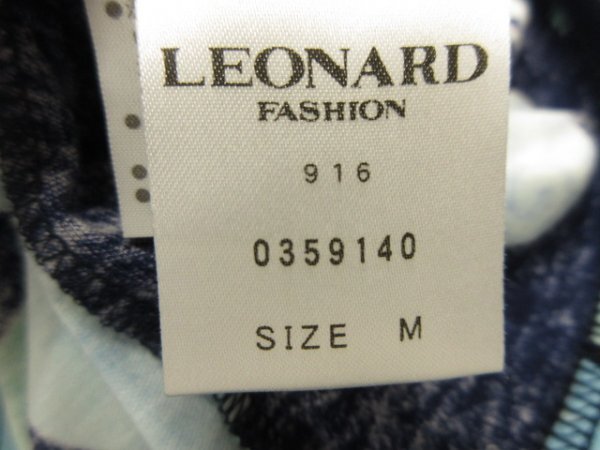 LEONARD
FASHION
916
0359140
SIZE M